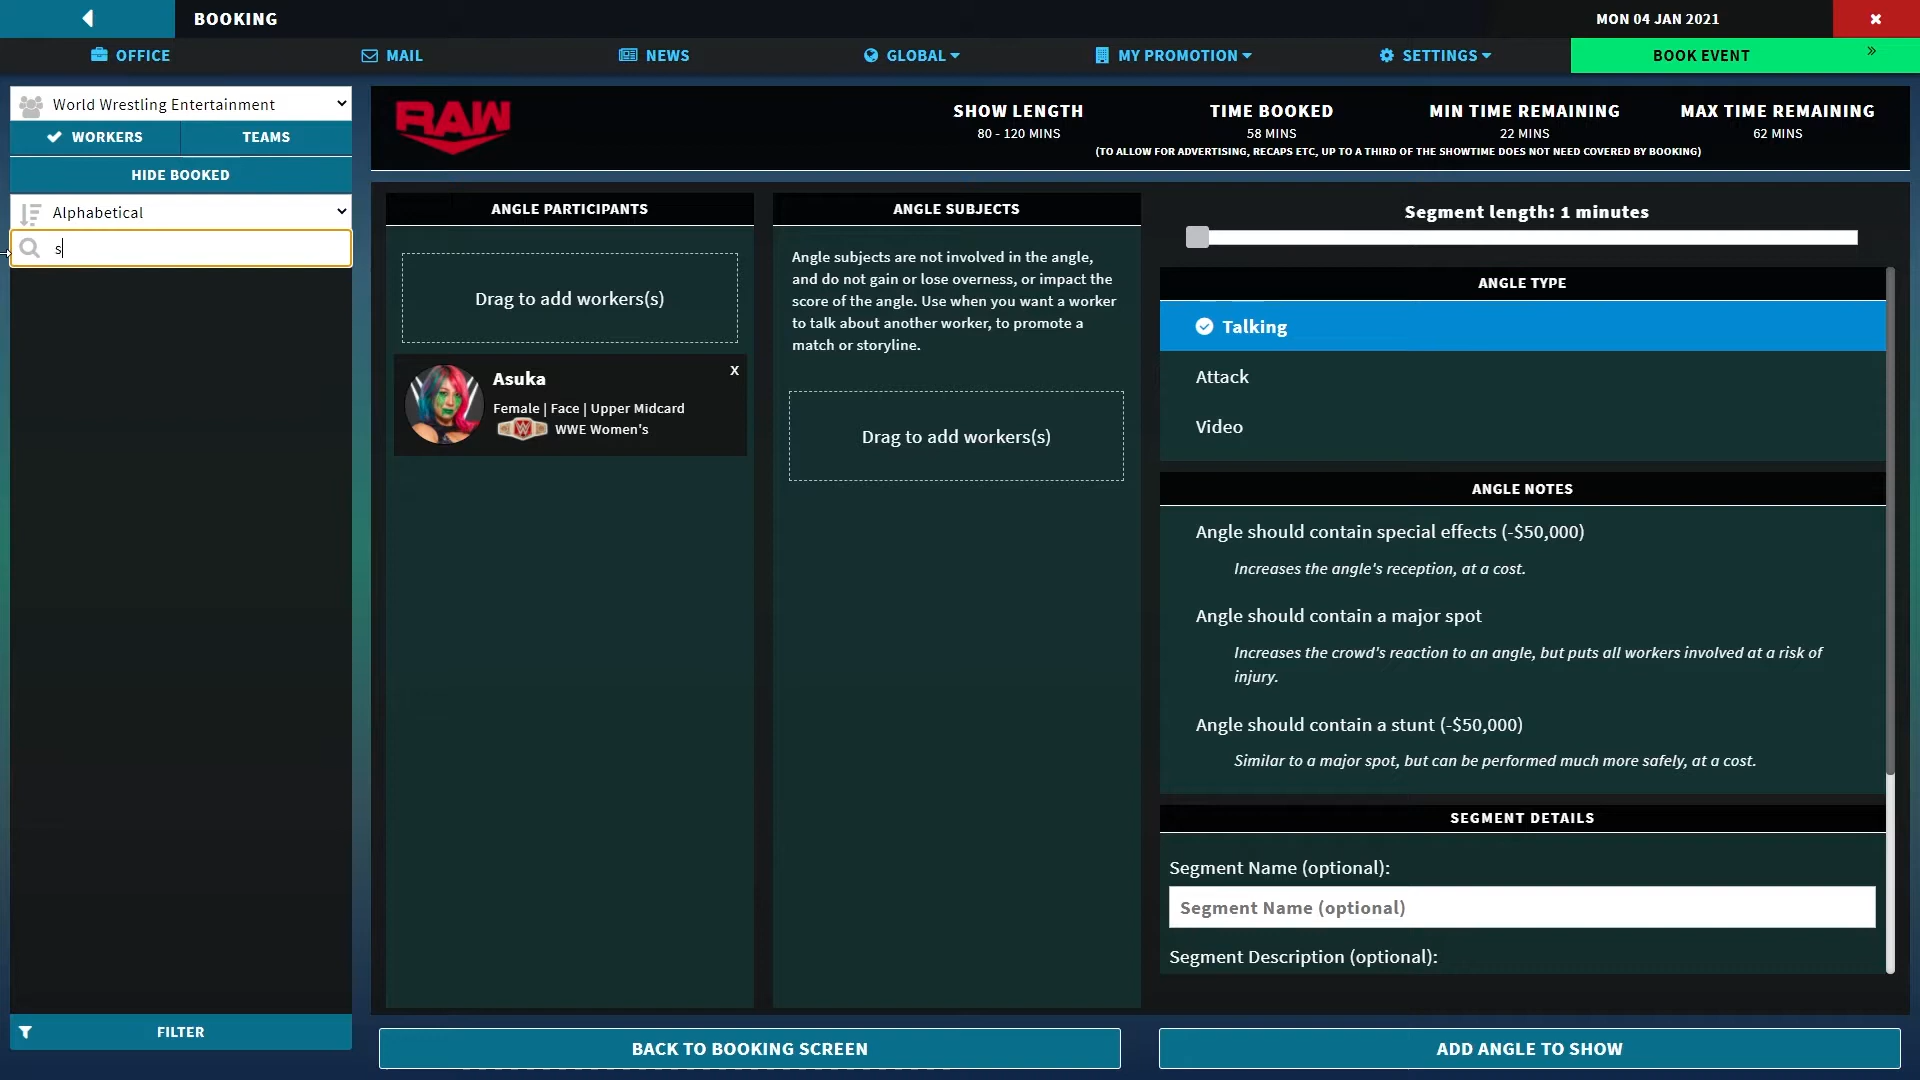 BOOKING
MON 04 JAN 2021
OFFICE
MAIL
NEWS
GLOBAL
MY PROMOTION
SETTINGS
BOOK EVENT
World Wrestling Entertainment
WORKERS
TEAMS
HIDE BOOKED
Alphabetical
s
FILTER
RAW
SHOW LENGTH
80 - 120 MINS
TIME BOOKED
58 MINS
MIN TIME REMAINING
22 MINS
MAX TIME REMAINING
62 MINS
(TO ALLOW FOR ADVERTISING, RECAPS ETC, UP TO A THIRD OF THE SHOWTIME DOES NOT NEED COVERED BY BOOKING)
ANGLE PARTICIPANTS
Drag to add workers(s)
Asuka
x
Female | Face | Upper Midcard
WWE Women's
ANGLE SUBJECTS
Angle subjects are not involved in the angle,
and do not gain or lose overness, or impact the
score of the angle. Use when you want a worker
to talk about another worker, to promote a
match or storyline.
Drag to add workers(s)
Segment length: 1 minutes
ANGLE TYPE
Talking
Attack
Video
ANGLE NOTES
Angle should contain special effects (-$50,000)
Increases the angle's reception, at a cost.
Angle should contain a major spot
Increases the crowd's reaction to an angle, but puts all workers involved at a risk of
injury.
Angle should contain a stunt (-$50,000)
Similar to a major spot, but can be performed much more safely, at a cost.
SEGMENT DETAILS
Segment Name (optional):
Segment Name (optional)
Segment Description (optional):
BACK TO BOOKING SCREEN
ADD ANGLE TO SHOW